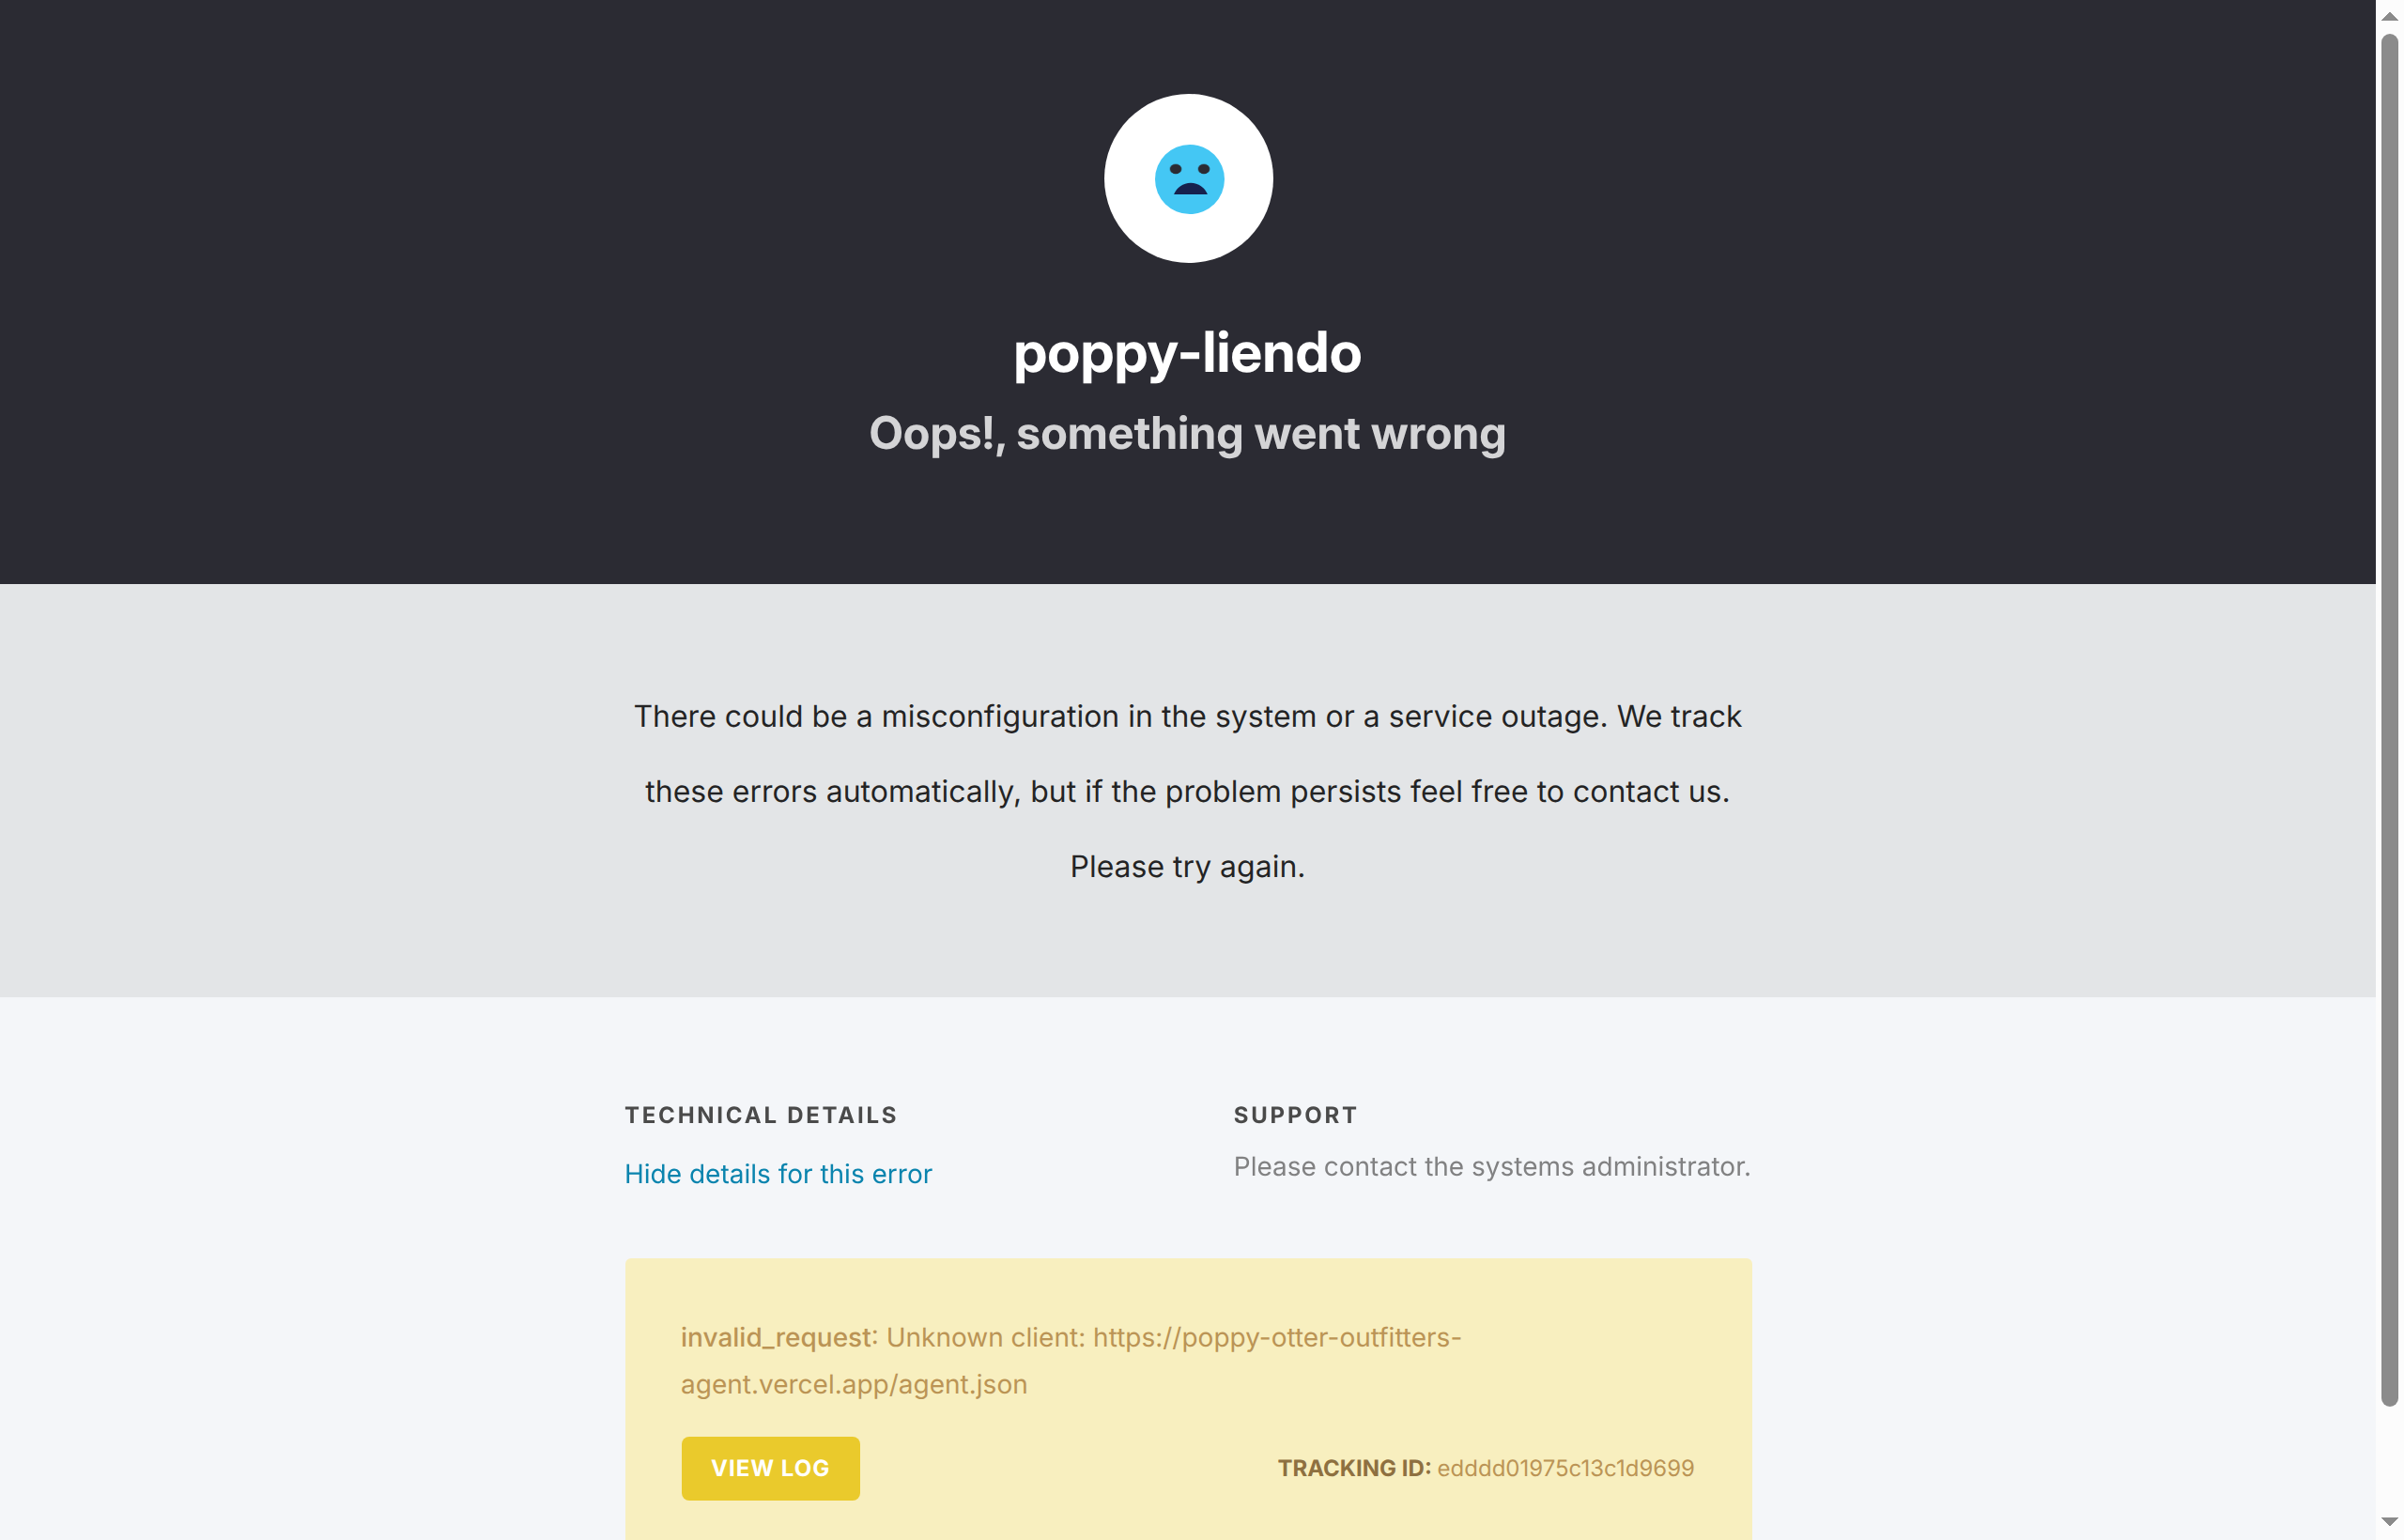 poppy-liendo
Oops!, something went wrong
There could be a misconfiguration in the system or a service outage. We track
these errors automatically, but if the problem persists feel free to contact us.
Please try again.
TECHNICAL DETAILS
Hide details for this error
SUPPORT
Please contact the systems administrator.
invalid_request: Unknown client: https://poppy-otter-outfitters-
agent.vercel.app/agent.json
VIEW LOG
TRACKING ID: edddd01975c13c1d9699